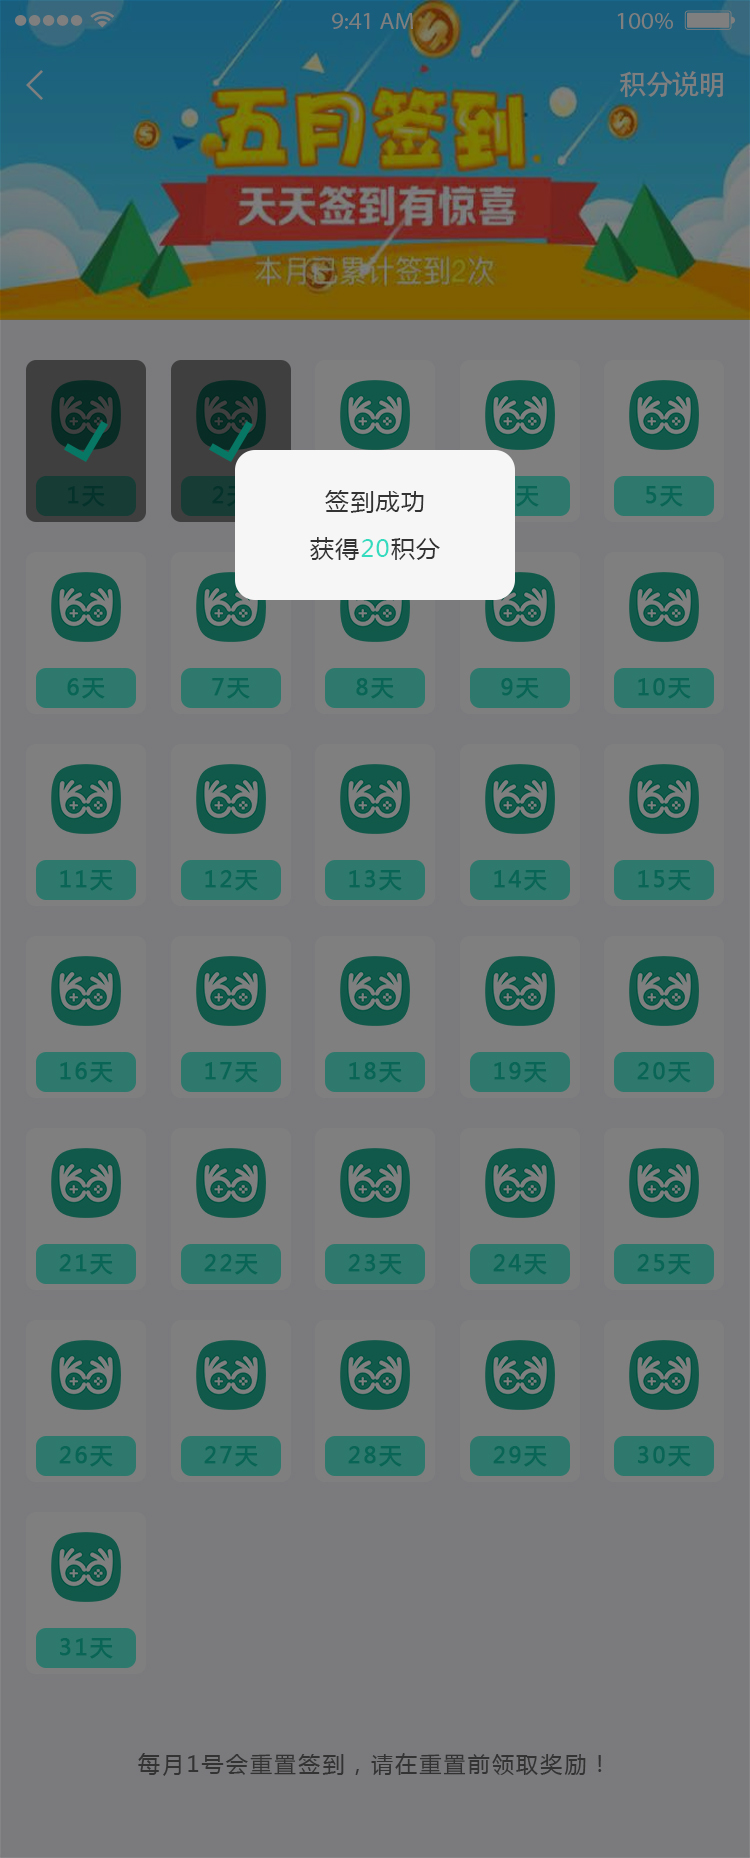 9:41 AM
100%
积分说明
五月签到
天天签到有惊喜
本月已累计签到2次
1天
2天
天
5天
签到成功
获得20积分
6天
7天
8天
9天
10天
11天
12天
13天
14天
15天
16天
17天
18天
19天
20天
21天
22天
23天
24天
25天
26天
27天
28天
29天
30天
31天
每月1号会重置签到，请在重置前领取奖励！